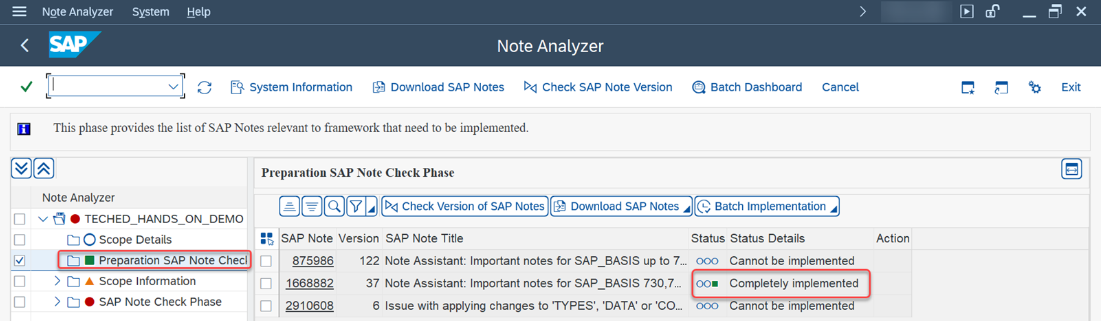 Note Analyzer System Help
SAP Note Analyzer
System Information Download SAP Notes Check SAP Note Version Batch Dashboard Cancel Exit
This phase provides the list of SAP Notes relevant to framework that need to be implemented.
Note Analyzer
TECHED_HANDS_ON_DEMO
Scope Details
Preparation SAP Note Check
Scope Information
SAP Note Check Phase
Preparation SAP Note Check Phase
Check Version of SAP Notes Download SAP Notes Batch Implementation
SAP Note Version SAP Note Title Status Status Details Action
875986 122 Note Assistant: Important notes for SAP_BASIS up to 7... Cannot be implemented
1668882 37 Note Assistant: Important notes for SAP_BASIS 730,7... Completely implemented
2910608 6 Issue with applying changes to 'TYPES', 'DATA' or 'CO... Cannot be implemented